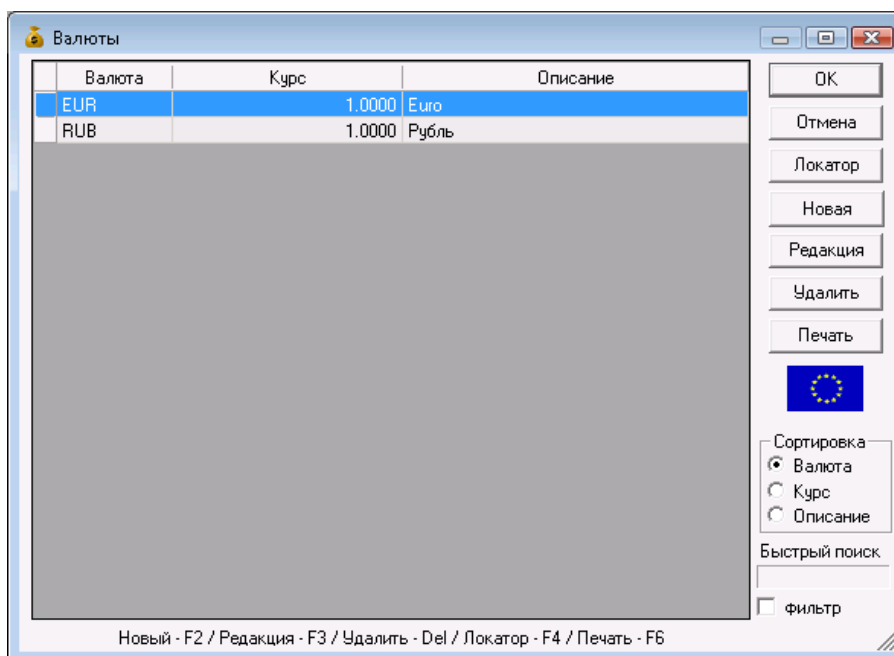 Валюты
Валюта Курс Описание
EUR 1.0000 Euro
RUB 1.0000 Рубль
OK
Отмена
Локатор
Новая
Редакция
Удалить
Печать
Сортировка
Валюта
Курс
Описание
Быстрый поиск
фильтр
Новый - F2 / Редакция - F3 / Удалить - Del / Локатор - F4 / Печать - F6